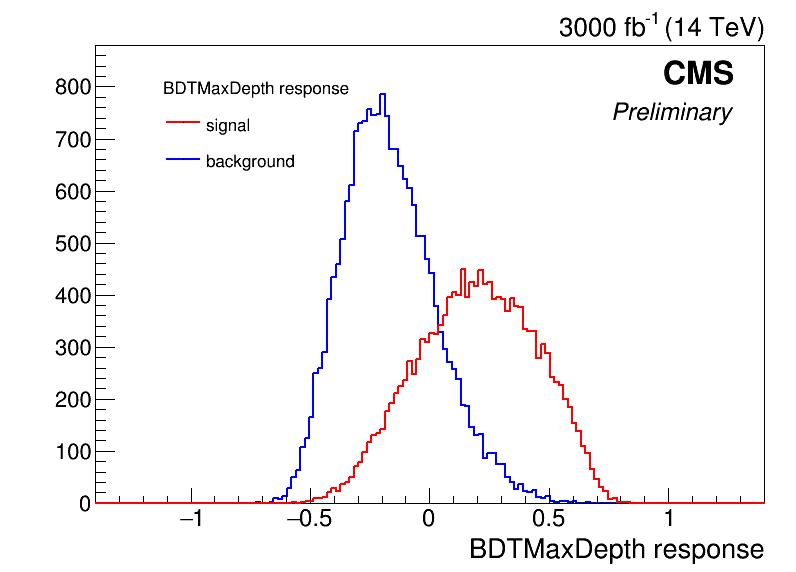 3000 fb⁻¹ (14 TeV)
CMS
Preliminary
BDTMaxDepth response
signal
background
800
700
600
500
400
300
200
100
0
−1
−0.5
0
0.5
1
BDTMaxDepth response